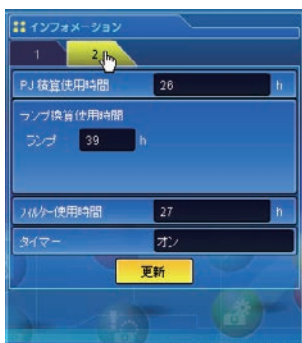 インフォメーション
1 2
PJ 積算使用時間 26 h
ランプ換算使用時間
ランプ 39 h
フィルター使用時間 27 h
タイマー オン
更新